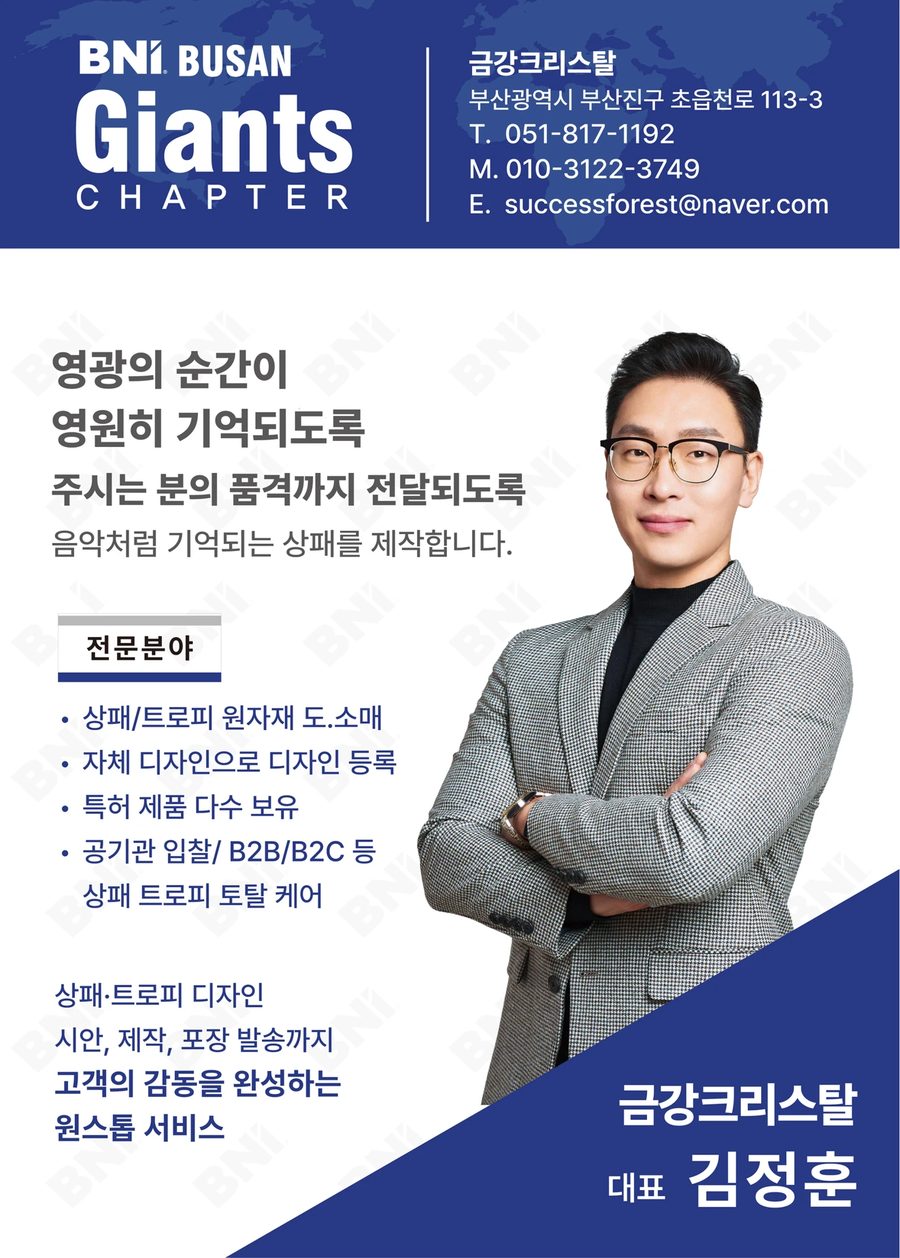 BNI BUSAN
Giants
CHAPTER
금강크리스탈
부산광역시 부산진구 초읍천로 113-3
T. 051-817-1192
M. 010-3122-3749
E. successforest@naver.com
영광의 순간이
영원히 기억되도록
주시는 분의 품격까지 전달되도록
음악처럼 기억되는 상패를 제작합니다.
전문분야
• 상패/트로피 원자재 도.소매
• 자체 디자인으로 디자인 등록
• 특허 제품 다수 보유
• 공기관 입찰/ B2B/B2C 등
상패 트로피 토탈 케어
상패·트로피 디자인
시안, 제작, 포장 발송까지
고객의 감동을 완성하는
원스톱 서비스
금강크리스탈
대표 김정훈